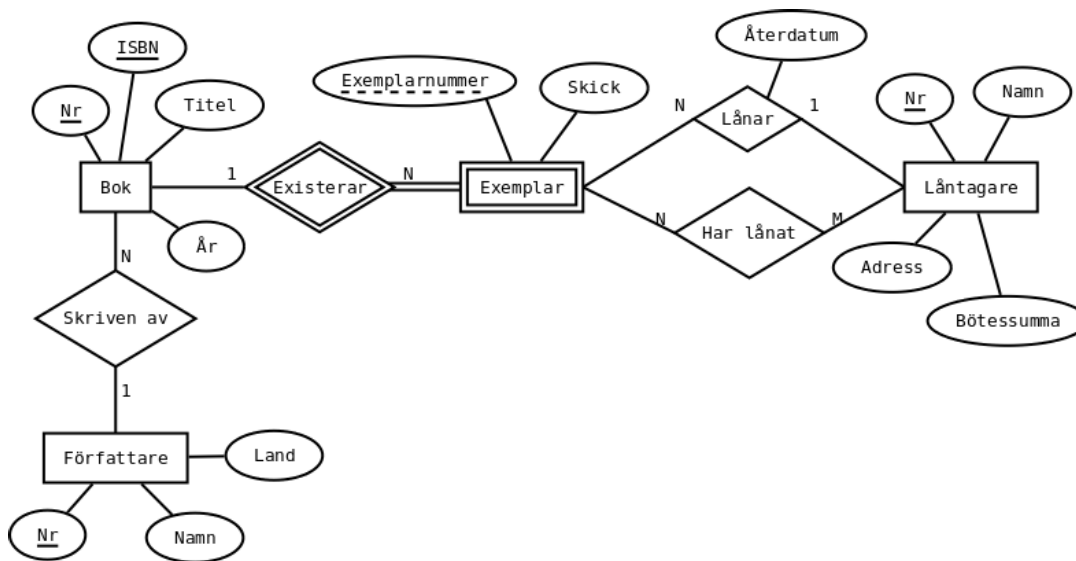 Återdatum
ISBN
Exemplarnummer
Skick
Nr
Titel
N
Lånar
1
Nr
Namn
Bok
1
Existerar
N
Exemplar
Låntagare
N
Har lånat
M
År
N
Adress
Skriven av
Bötessumma
1
Författare
Land
Nr
Namn